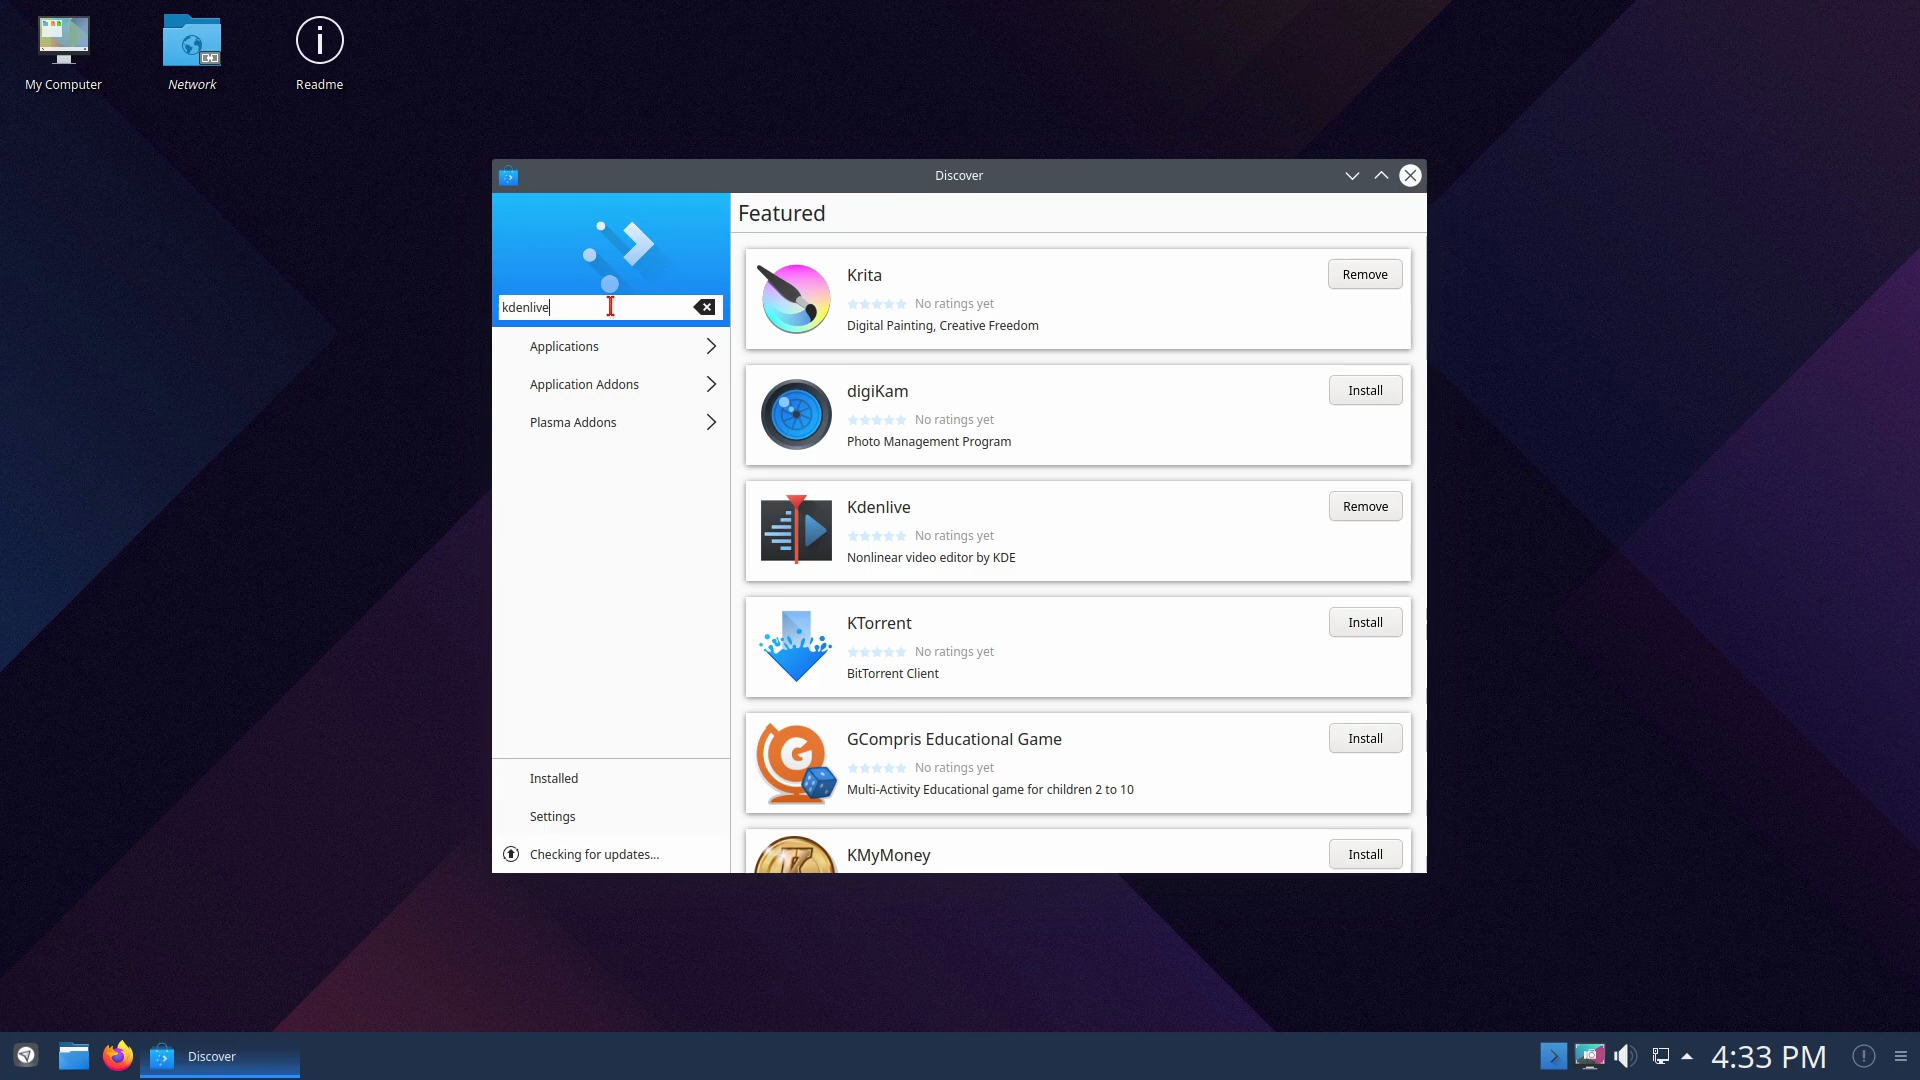 My Computer
Network
Readme
Discover
Featured
kdenlive
Applications
Application Addons
Plasma Addons
Installed
Settings
Checking for updates...
Krita
No ratings yet
Digital Painting, Creative Freedom
Remove
digiKam
No ratings yet
Photo Management Program
Install
Kdenlive
No ratings yet
Nonlinear video editor by KDE
Remove
KTorrent
No ratings yet
BitTorrent Client
Install
GCompris Educational Game
No ratings yet
Multi-Activity Educational game for children 2 to 10
Install
KMyMoney
Install
Discover
4:33 PM